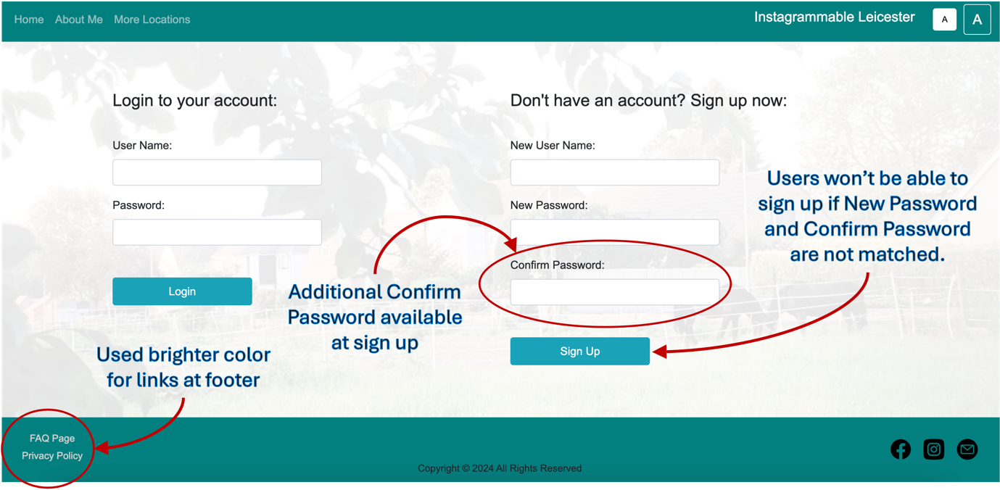 Home About Me More Locations
Instagrammable Leicester A A
Login to your account:
User Name:
Password:
Login
Don't have an account? Sign up now:
New User Name:
New Password:
Confirm Password:
Sign Up
Users won’t be able to
sign up if New Password
and Confirm Password
are not matched.
Additional Confirm
Password available
at sign up
Used brighter color
for links at footer
FAQ Page
Privacy Policy
Copyright © 2024 All Rights Reserved